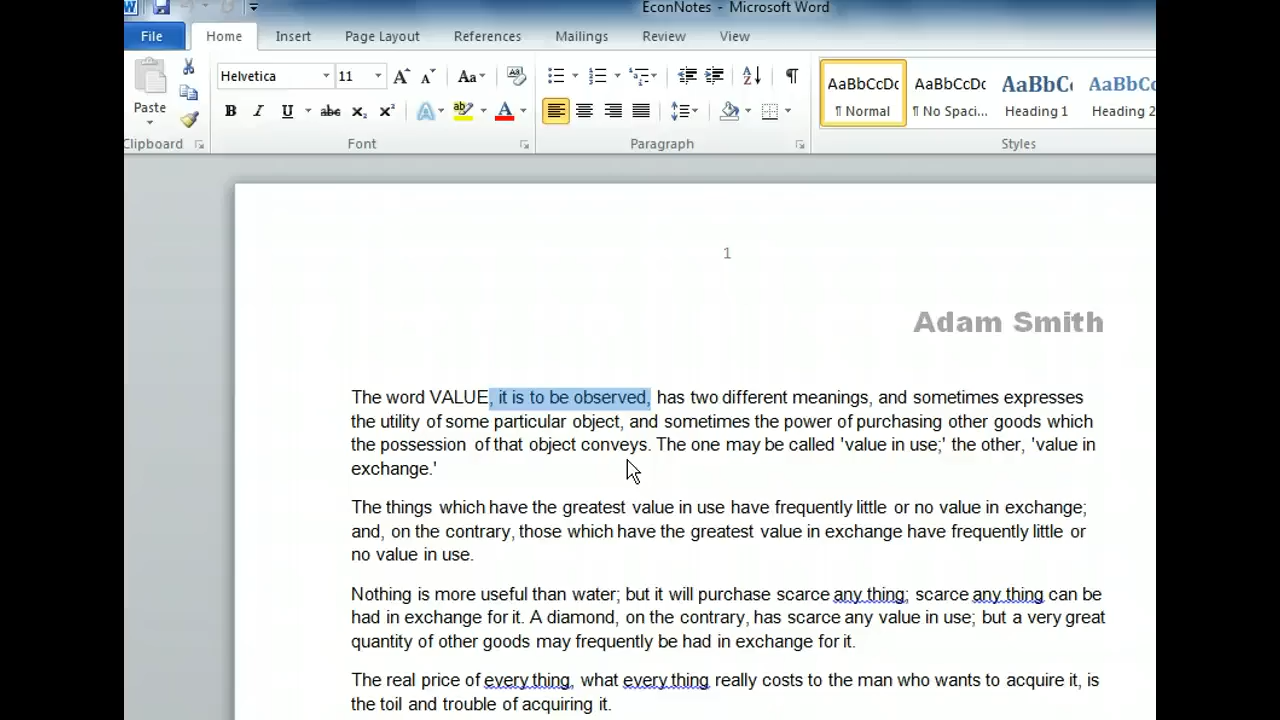 EconNotes - Microsoft Word
File Home Insert Page Layout References Mailings Review View
Helvetica 11
Paste
AaBbCcDc AaBbCcDc AaBbC AaBbCc
¶ Normal ¶ No Spaci... Heading 1 Heading 2
Clipboard Font Paragraph Styles
1
Adam Smith
The word VALUE, it is to be observed, has two different meanings, and sometimes expresses
the utility of some particular object, and sometimes the power of purchasing other goods which
the possession of that object conveys. The one may be called 'value in use;' the other, 'value in
exchange.'
The things which have the greatest value in use have frequently little or no value in exchange;
and, on the contrary, those which have the greatest value in exchange have frequently little or
no value in use.
Nothing is more useful than water; but it will purchase scarce any thing; scarce any thing can be
had in exchange for it. A diamond, on the contrary, has scarce any value in use; but a very great
quantity of other goods may frequently be had in exchange for it.
The real price of every thing, what every thing really costs to the man who wants to acquire it, is
the toil and trouble of acquiring it.